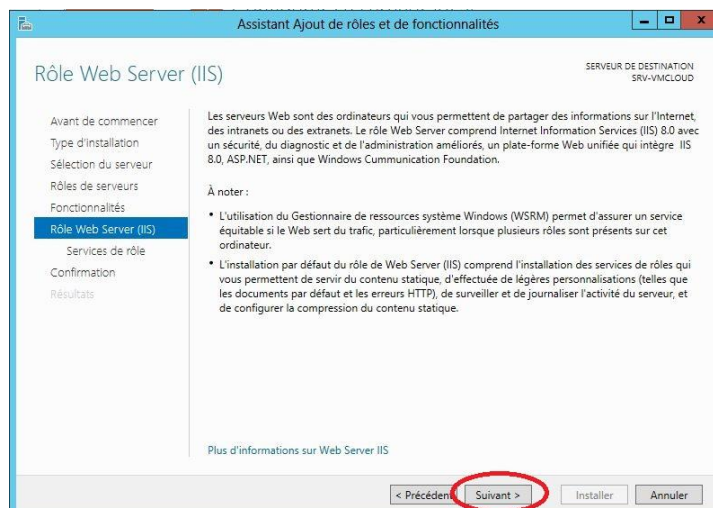 Assistant Ajout de rôles et de fonctionnalités
Rôle Web Server (IIS)
SERVEUR DE DESTINATION
SRV-VMCLOUD
Avant de commencer
Type d'installation
Sélection du serveur
Rôles de serveurs
Fonctionnalités
Rôle Web Server (IIS)
Services de rôle
Confirmation
Résultats
Les serveurs Web sont des ordinateurs qui vous permettent de partager des informations sur l'Internet,
des intranets ou des extranets. Le rôle Web Server comprend Internet Information Services (IIS) 8.0 avec
un sécurité, du diagnostic et de l'administration améliorés, un plate-forme Web unifiée qui intègre IIS
8.0, ASP.NET, ainsi que Windows Cummunication Foundation.
À noter :
• L'utilisation du Gestionnaire de ressources système Windows (WSRM) permet d'assurer un service
équitable si le Web sert du trafic, particulièrement lorsque plusieurs rôles sont présents sur cet
ordinateur.
• L'installation par défaut du rôle de Web Server (IIS) comprend l'installation des services de rôles qui
vous permettent de servir du contenu statique, d'effectuée de légères personnalisations (telles que
les documents par défaut et les erreurs HTTP), de surveiller et de journaliser l'activité du serveur, et
de configurer la compression du contenu statique.
Plus d'informations sur Web Server IIS
< Précéden Suivant > Installer Annuler